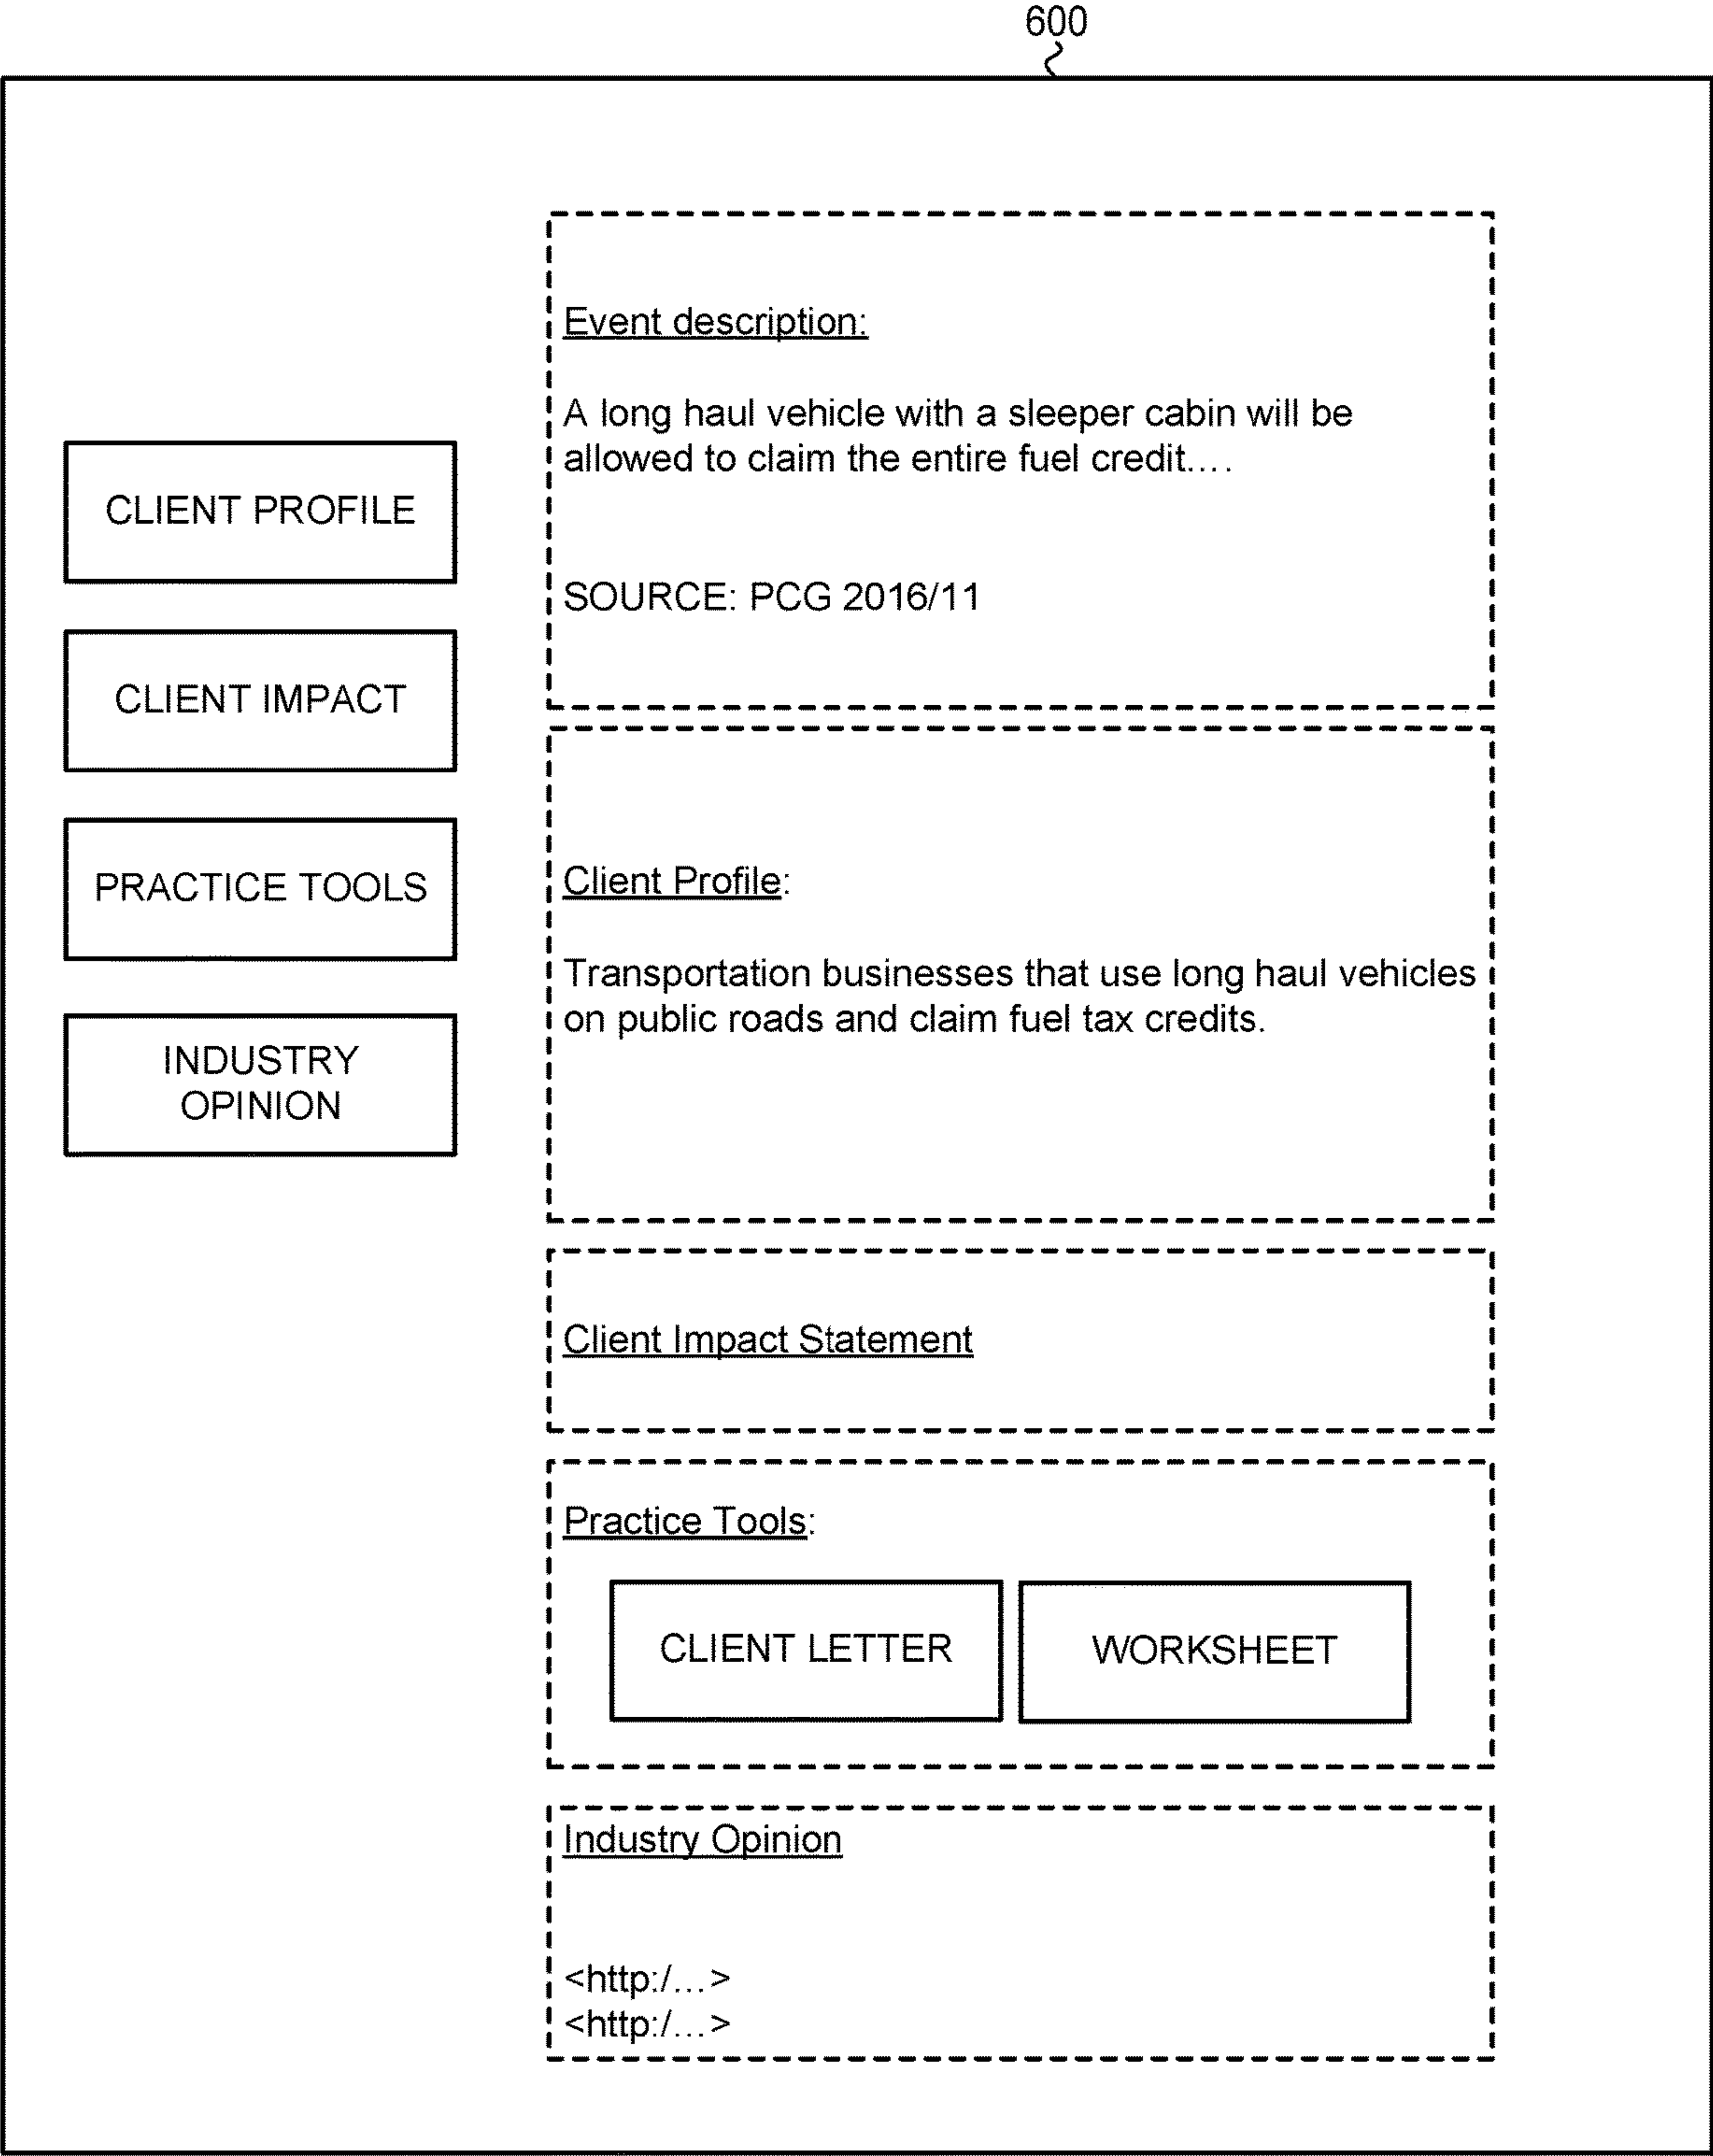 600
CLIENT PROFILE
CLIENT IMPACT
PRACTICE TOOLS
INDUSTRY
OPINION
Event description:
A long haul vehicle with a sleeper cabin will be
allowed to claim the entire fuel credit....
SOURCE: PCG 2016/11
Client Profile:
Transportation businesses that use long haul vehicles
on public roads and claim fuel tax credits.
Client Impact Statement
Practice Tools:
CLIENT LETTER
WORKSHEET
Industry Opinion
<http:/...>
<http:/...>